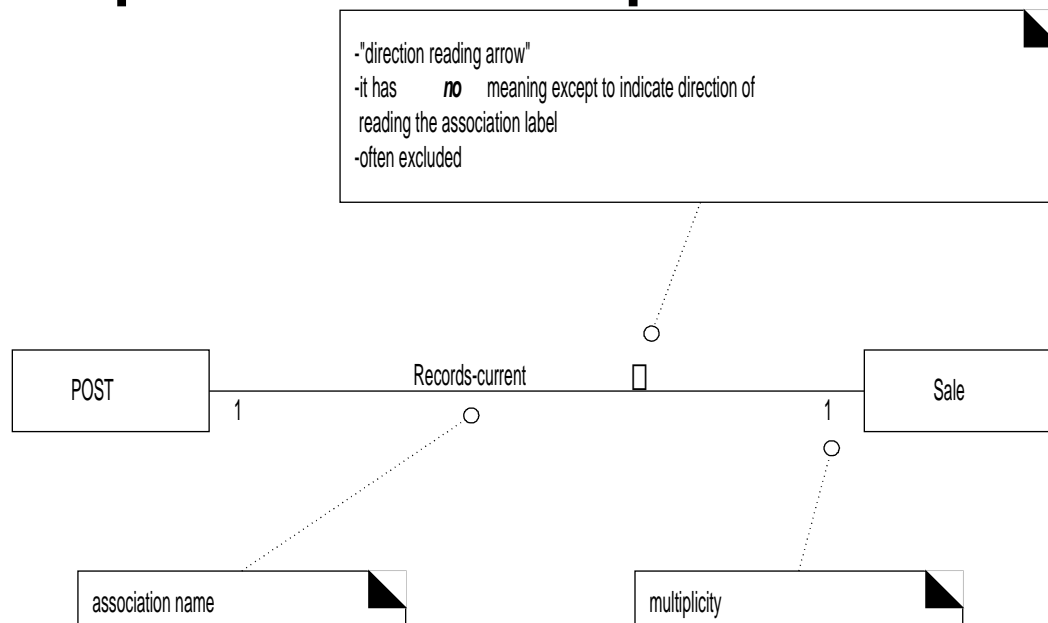 -"direction reading arrow"
-it has no meaning except to indicate direction of
reading the association label
-often excluded
POST
Records-current
Sale
1
1
association name
multiplicity